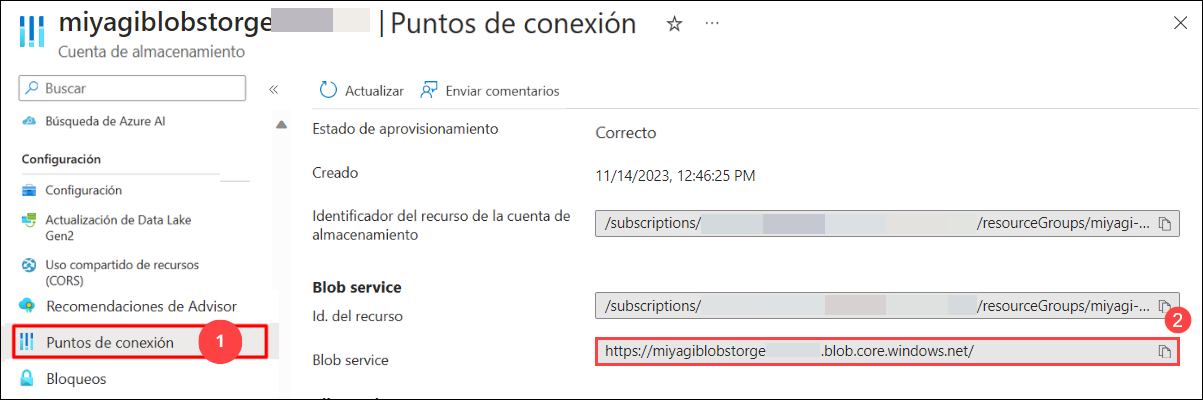 miyagiblobstorge | Puntos de conexión
Cuenta de almacenamiento
Buscar
Búsqueda de Azure AI
Configuración
Configuración
Actualización de Data Lake
Gen2
Uso compartido de recursos
(CORS)
Recomendaciones de Advisor
Puntos de conexión 1
Bloqueos
Actualizar Enviar comentarios
Estado de aprovisionamiento Correcto
Creado 11/14/2023, 12:46:25 PM
Identificador del recurso de la cuenta de
almacenamiento
/subscriptions/ /resourceGroups/miyagi-...
Blob service
Id. del recurso /subscriptions/ /resourceGroups/miyagi-...
2
Blob service https://miyagiblobstorge .blob.core.windows.net/